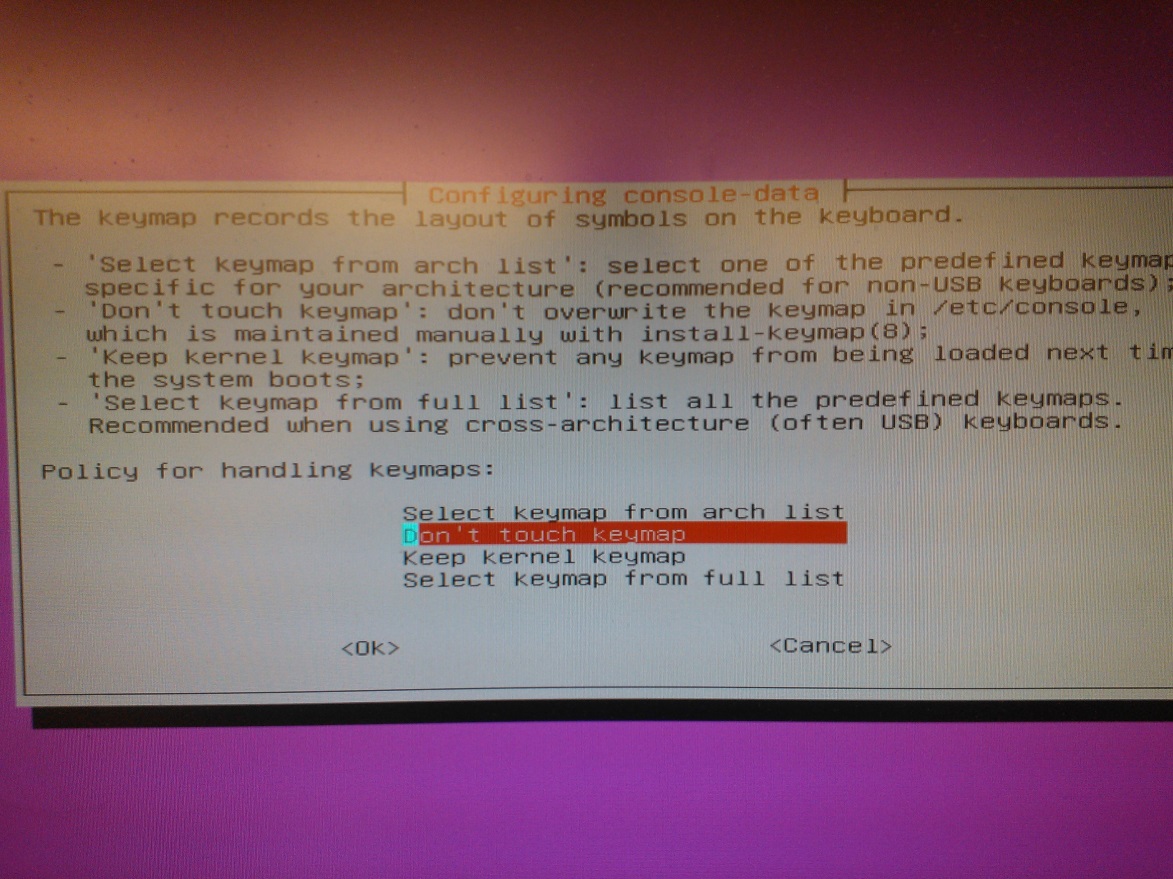 Configuring console-data
The keymap records the layout of symbols on the keyboard.
- 'Select keymap from arch list': select one of the predefined keymap
specific for your architecture (recommended for non-USB keyboards);
- 'Don't touch keymap': don't overwrite the keymap in /etc/console,
which is maintained manually with install-keymap(8);
- 'Keep kernel keymap': prevent any keymap from being loaded next tim
the system boots;
- 'Select keymap from full list': list all the predefined keymaps.
Recommended when using cross-architecture (often USB) keyboards.
Policy for handling keymaps:
Select keymap from arch list
Don't touch keymap
Keep kernel keymap
Select keymap from full list
<Ok> <Cancel>